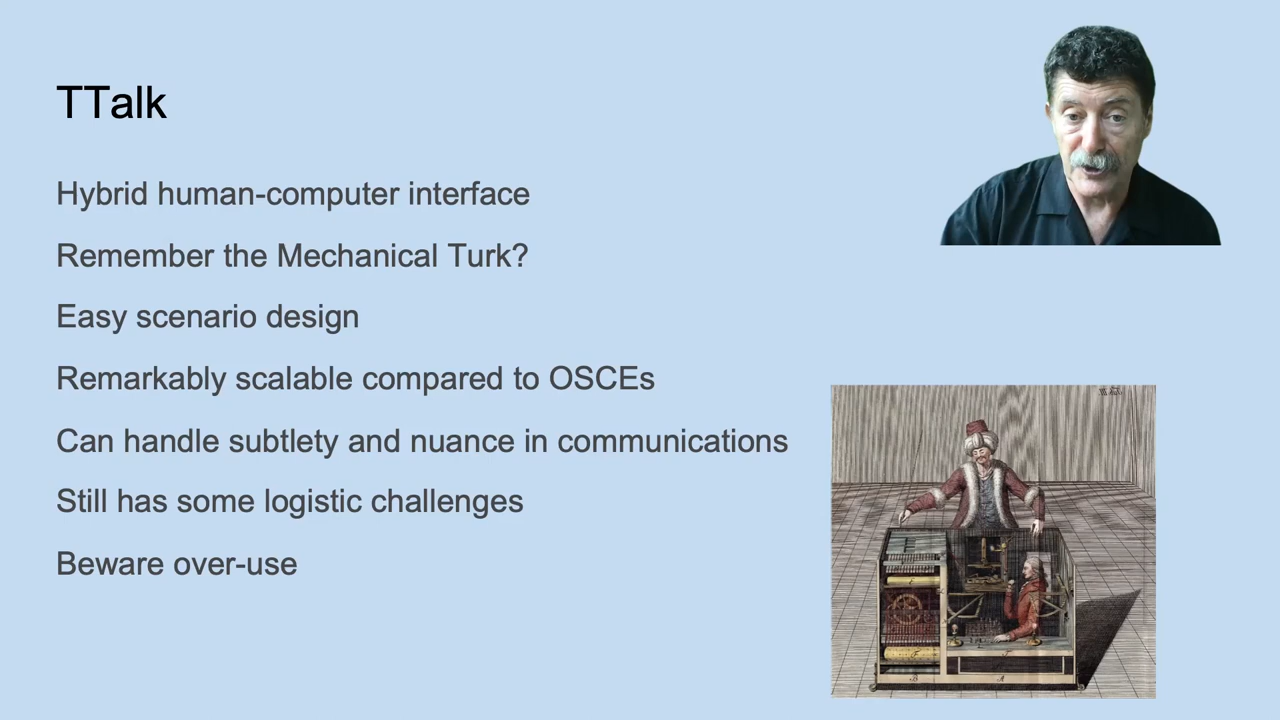 TTalk
Hybrid human-computer interface
Remember the Mechanical Turk?
Easy scenario design
Remarkably scalable compared to OSCEs
Can handle subtlety and nuance in communications
Still has some logistic challenges
Beware over-use